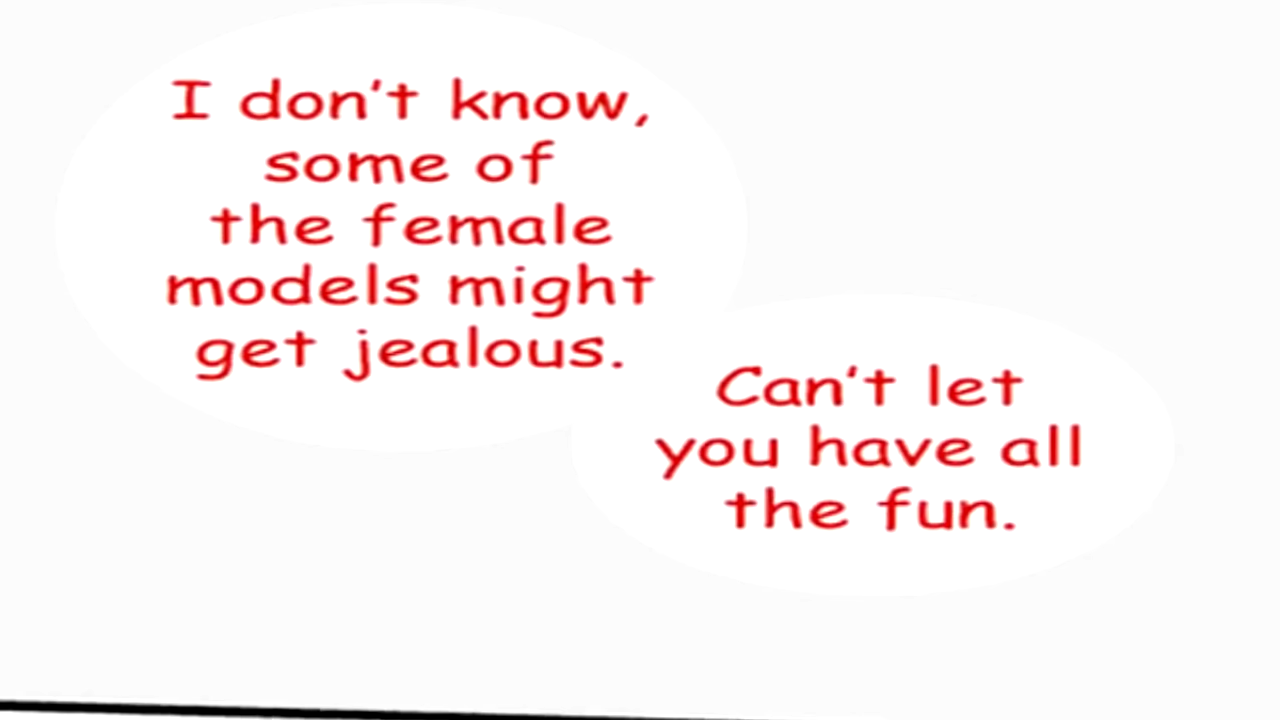 I don't know,
some of
the female
models might
get jealous.
Can't let
you have all
the fun.